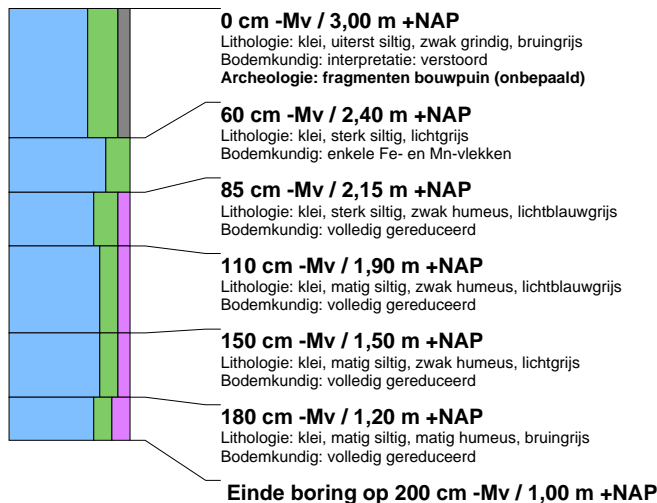 0 cm -Mv / 3,00 m +NAP
Lithologie: klei, uiterst siltig, zwak grindig, bruingrijs
Bodemkundig: interpretatie: verstoord
Archeologie: fragmenten bouwpuin (onbepaald)
60 cm -Mv / 2,40 m +NAP
Lithologie: klei, sterk siltig, lichtgrijs
Bodemkundig: enkele Fe- en Mn-vlekken
85 cm -Mv / 2,15 m +NAP
Lithologie: klei, sterk siltig, zwak humeus, lichtblauwgrijs
Bodemkundig: volledig gereduceerd
110 cm -Mv / 1,90 m +NAP
Lithologie: klei, matig siltig, zwak humeus, lichtblauwgrijs
Bodemkundig: volledig gereduceerd
150 cm -Mv / 1,50 m +NAP
Lithologie: klei, matig siltig, zwak humeus, lichtgrijs
Bodemkundig: volledig gereduceerd
180 cm -Mv / 1,20 m +NAP
Lithologie: klei, matig siltig, matig humeus, bruingrijs
Bodemkundig: volledig gereduceerd
Einde boring op 200 cm -Mv / 1,00 m +NAP